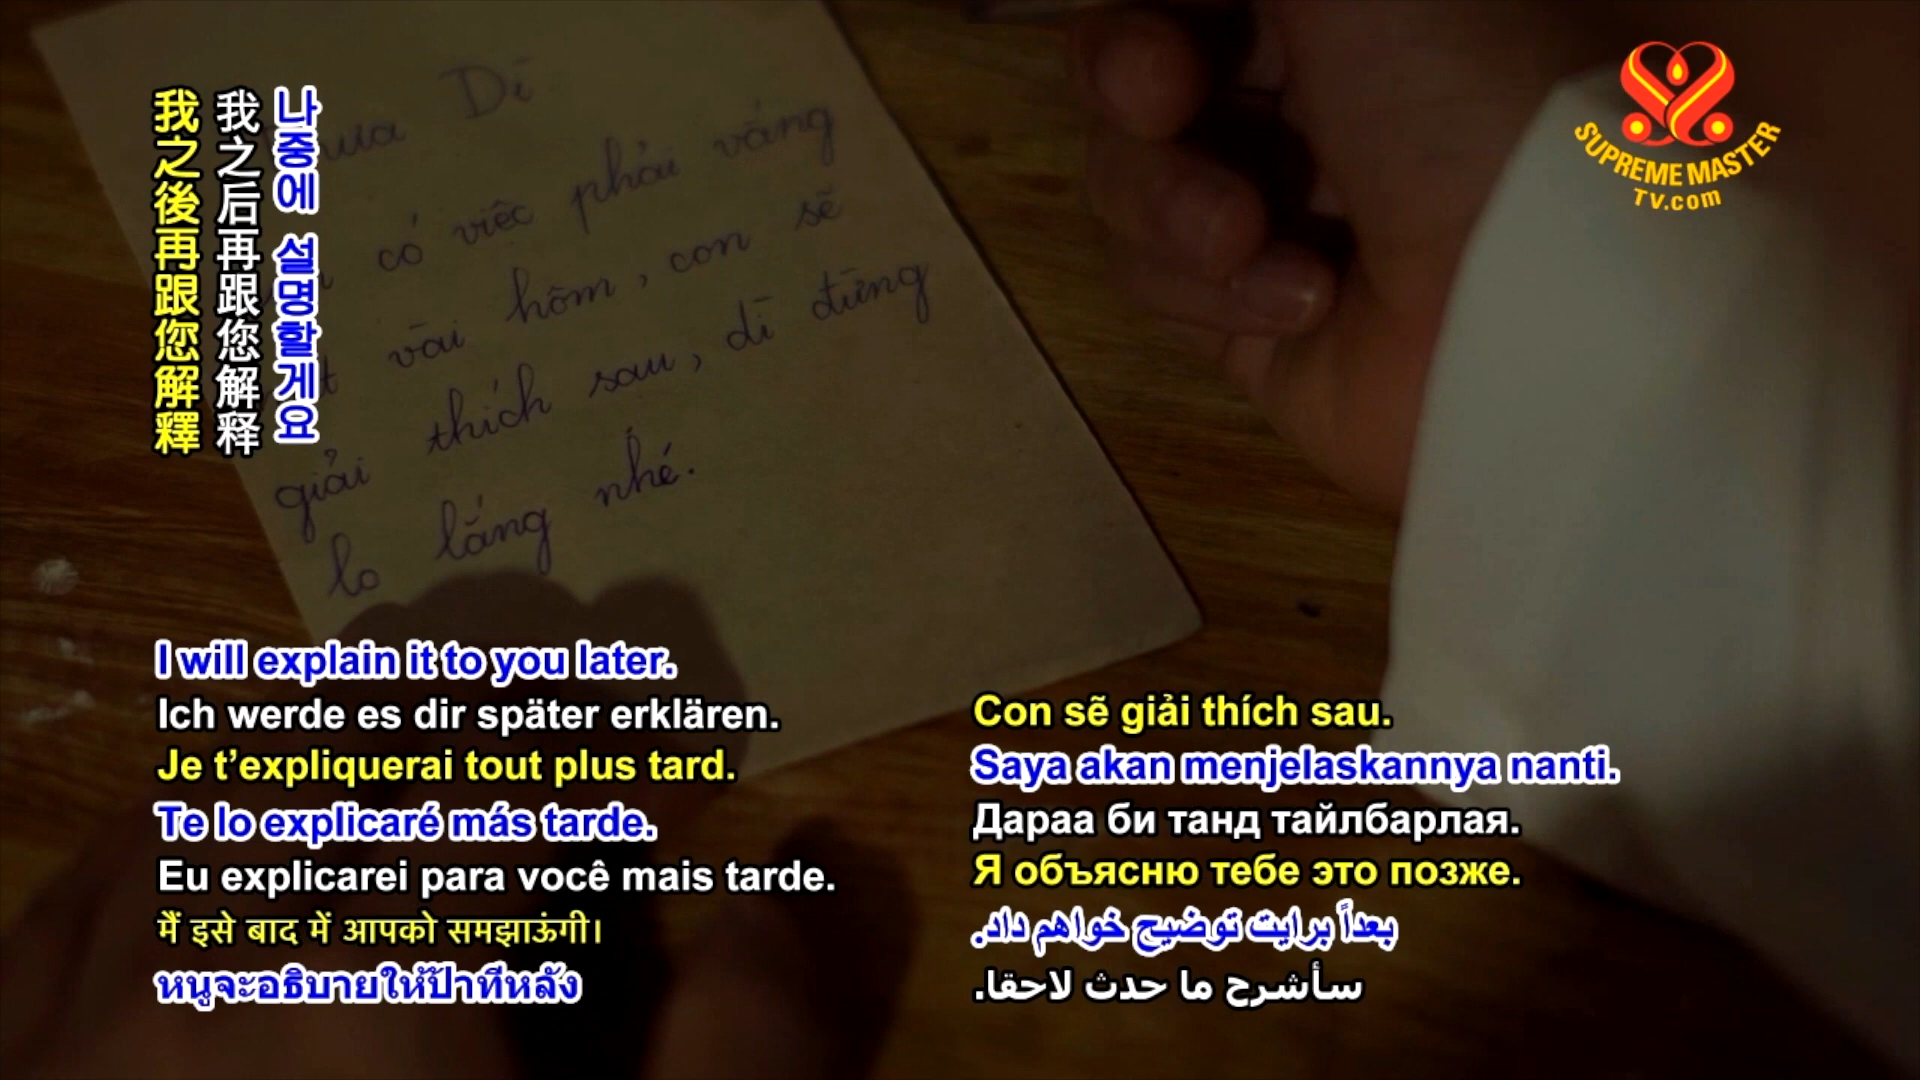 나중에 설명할게요
我之后再跟您解释
我之後再跟您解釋
SUPREME MASTER
TV.com
Dì
có việc phải vắng
vài hôm, con sẽ
giải thích sau, dì đừng
lo lắng nhé.
I will explain it to you later.
Ich werde es dir später erklären.
Je t’expliquerai tout plus tard.
Te lo explicaré más tarde.
Eu explicarei para você mais tarde.
मैं इसे बाद में आपको समझाऊंगी।
หนูจะอธิบายให้ป้าทีหลัง
Con sẽ giải thích sau.
Saya akan menjelaskannya nanti.
Дараа би танд тайлбарлая.
Я объясню тебе это позже.
بعداً برایت توضیح خواهم داد.
سأشرح ما حدث لاحقا.